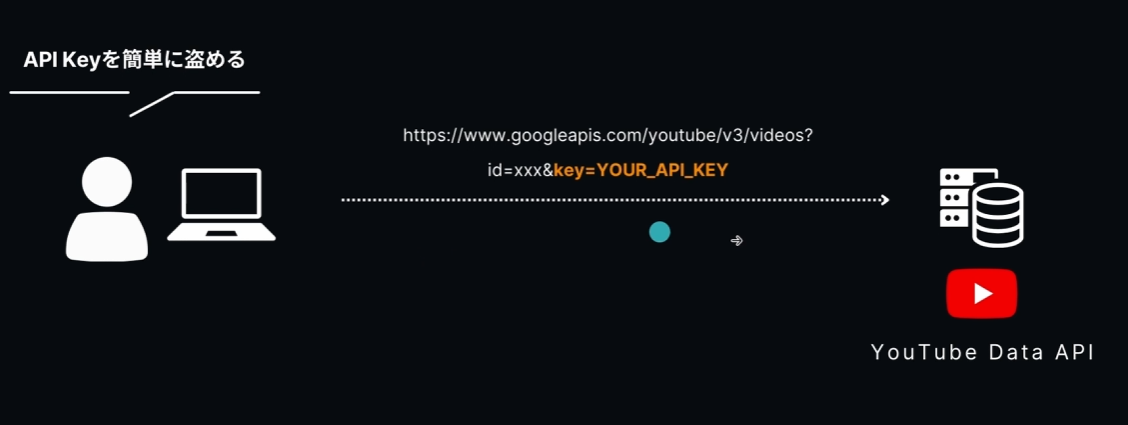 API Keyを簡単に盗める
https://www.googleapis.com/youtube/v3/videos?
id=xxx&key=YOUR_API_KEY
YouTube Data API